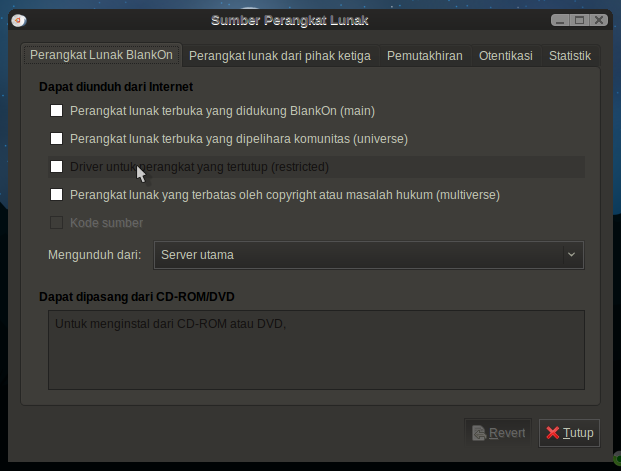 Sumber Perangkat Lunak
Perangkat Lunak BlankOn
Perangkat lunak dari pihak ketiga
Pemutakhiran
Otentikasi
Statistik
Dapat diunduh dari Internet
Perangkat lunak terbuka yang didukung BlankOn (main)
Perangkat lunak terbuka yang dipelihara komunitas (universe)
Driver untuk perangkat yang tertutup (restricted)
Perangkat lunak yang terbatas oleh copyright atau masalah hukum (multiverse)
Kode sumber
Mengunduh dari:
Server utama
Dapat dipasang dari CD-ROM/DVD
Untuk menginstal dari CD-ROM atau DVD,
Revert
Tutup